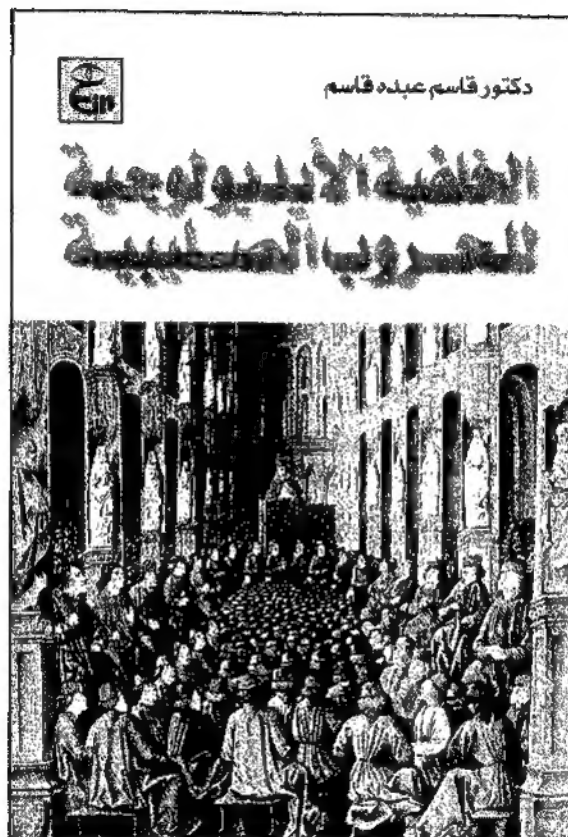 دكتور قاسم عبده قاسم
الخلفية الأيديولوجية
للحروب الصليبية